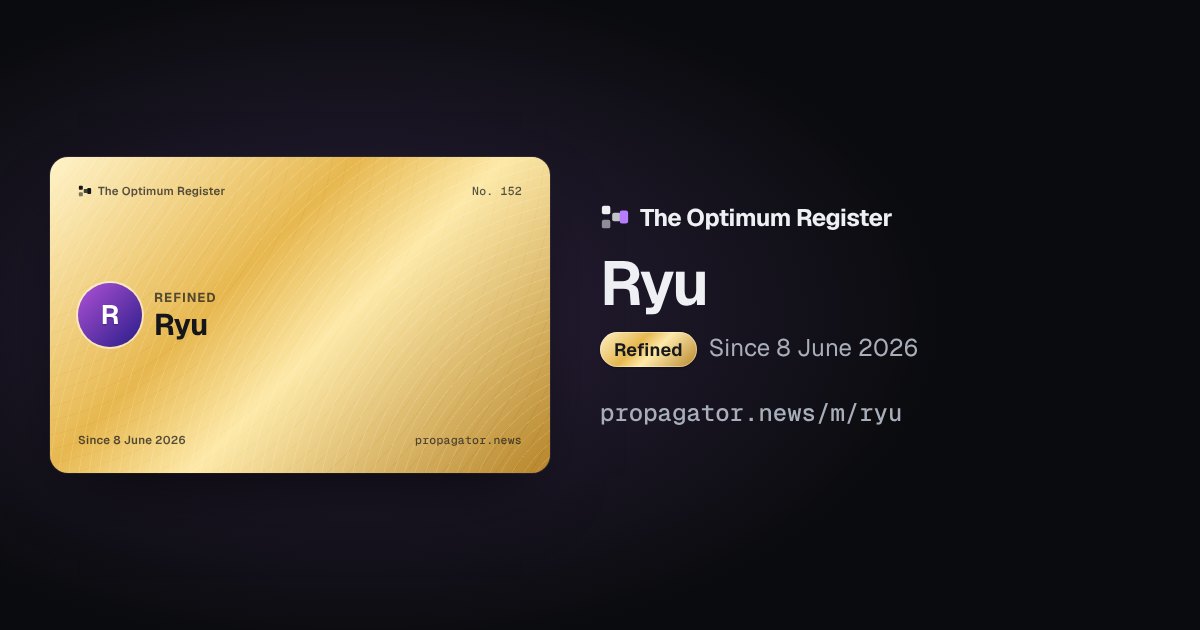 The Optimum Register
No. 152
R
REFINED
Ryu
Since 8 June 2026
propagator.news
The Optimum Register
Ryu
Refined
Since 8 June 2026
propagator.news/m/ryu